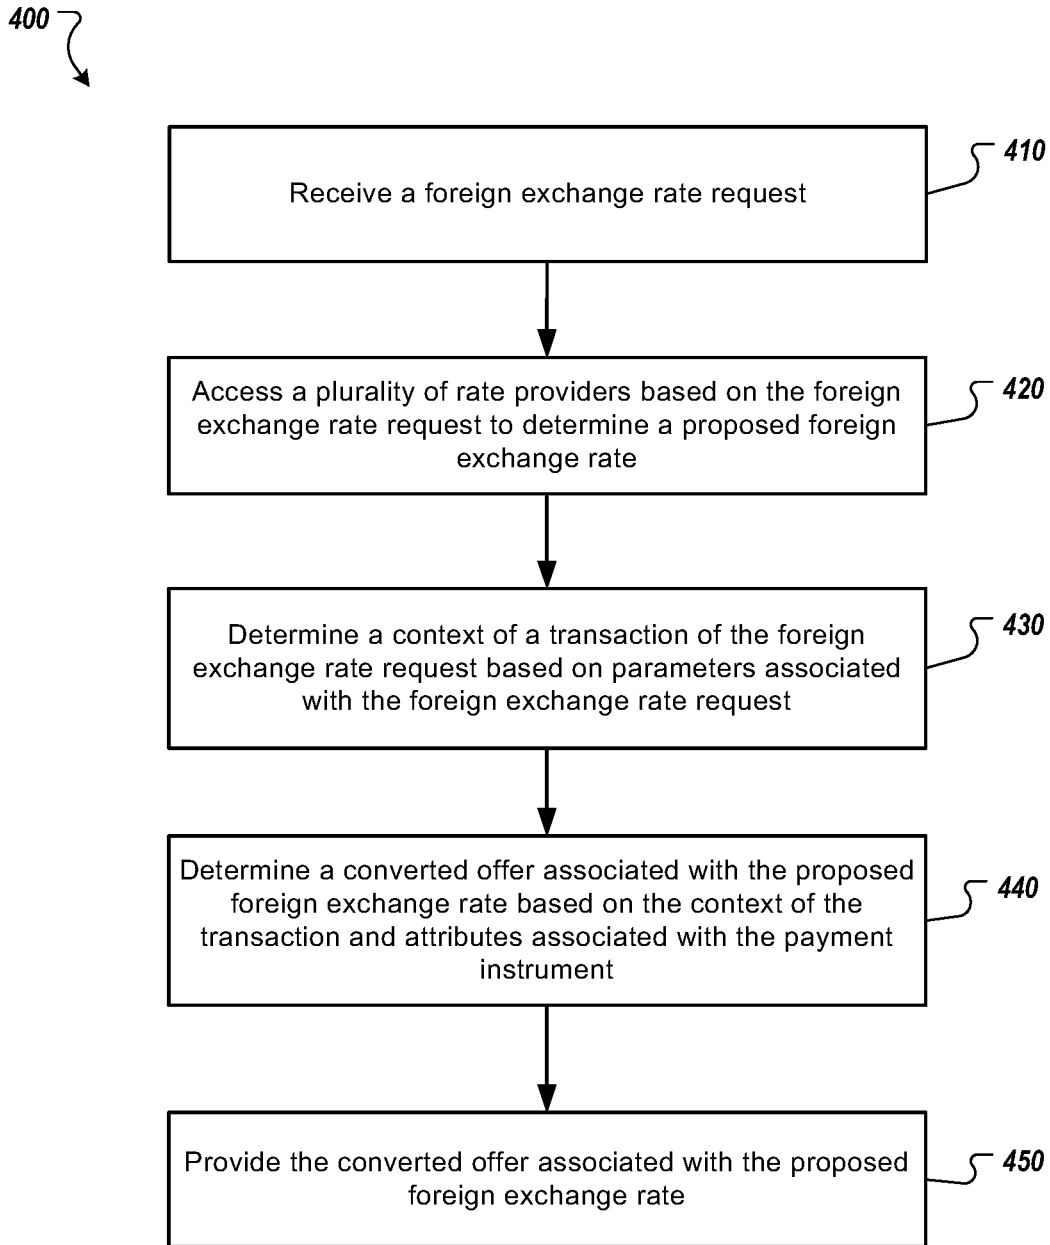 400
Receive a foreign exchange rate request
410
Access a plurality of rate providers based on the foreign
exchange rate request to determine a proposed foreign
exchange rate
420
Determine a context of a transaction of the foreign
exchange rate request based on parameters associated
with the foreign exchange rate request
430
Determine a converted offer associated with the proposed
foreign exchange rate based on the context of the
transaction and attributes associated with the payment
instrument
440
Provide the converted offer associated with the proposed
foreign exchange rate
450